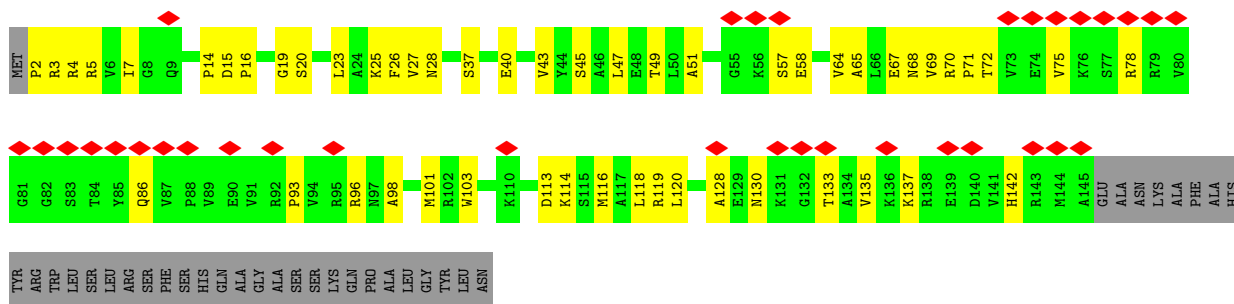 MET P2 R3 R4 R5 V6 I7 G8 Q9 P14 D15 P16 G19 S20 L23 A24 K25 F26 V27 N28 S37 E40 V43 Y44 S45 A46 L47 E48 T49 L50 A51 G55 K56 S57 E58 V64 A65 L66 E67 N68 V69 R70 P71 T72 V73 E74 V75 K76 S77 R78 R79 V80
G81 G82 S83 T84 Y85 Q86 V87 P88 V89 E90 V91 R92 P93 V94 R95 R96 N97 A98 M101 R102 W103 K110 D113 K114 S115 M116 A117 L118 R119 L120 A128 E129 N130 K131 G132 T133 A134 V135 K136 K137 R138 E139 D140 V141 H142 R143 M144 A145 GLU ALA ASN LYS ALA PHE ALA HIS
TYR ARG TRP LEU SER LEU ARG SER PHE SER HIS GLN ALA GLY ALA SER SER LYS GLN PRO ALA LEU GLY TYR LEU ASN